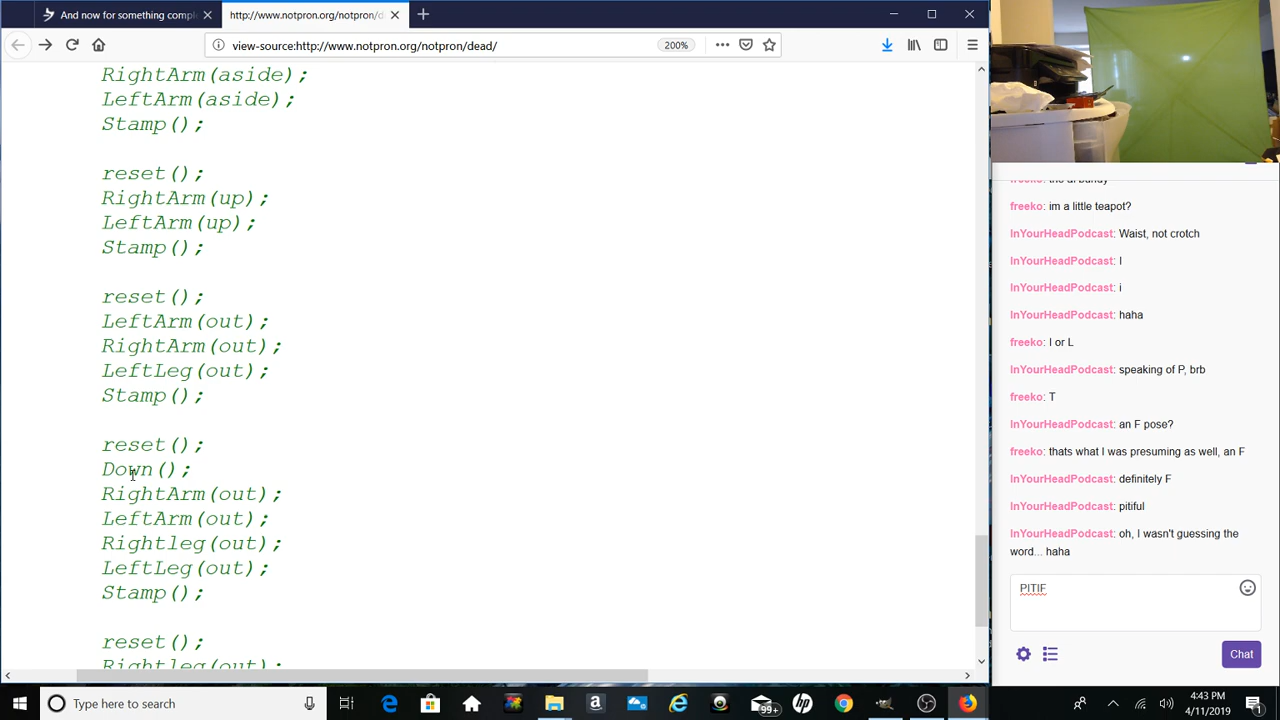 And now for something compl
http://www.notpron.org/notpron/d
view-source:http://www.notpron.org/notpron/dead/
200%
RightArm(aside);
LeftArm(aside);
Stamp();
reset();
RightArm(up);
LeftArm(up);
Stamp();
reset();
LeftArm(out);
RightArm(out);
LeftLeg(out);
Stamp();
reset();
Down();
RightArm(out);
LeftArm(out);
Rightleg(out);
LeftLeg(out);
Stamp();
reset();
Rightleg(out);
freeko: im a little teapot?
InYourHeadPodcast: Waist, not crotch
InYourHeadPodcast: I
InYourHeadPodcast: i
InYourHeadPodcast: haha
freeko: I or L
InYourHeadPodcast: speaking of P, brb
freeko: T
InYourHeadPodcast: an F pose?
freeko: thats what I was presuming as well, an F
InYourHeadPodcast: definitely F
InYourHeadPodcast: pitiful
InYourHeadPodcast: oh, I wasn't guessing the
word... haha
PITIF
Chat
Type here to search
99+
4:43 PM
4/11/2019